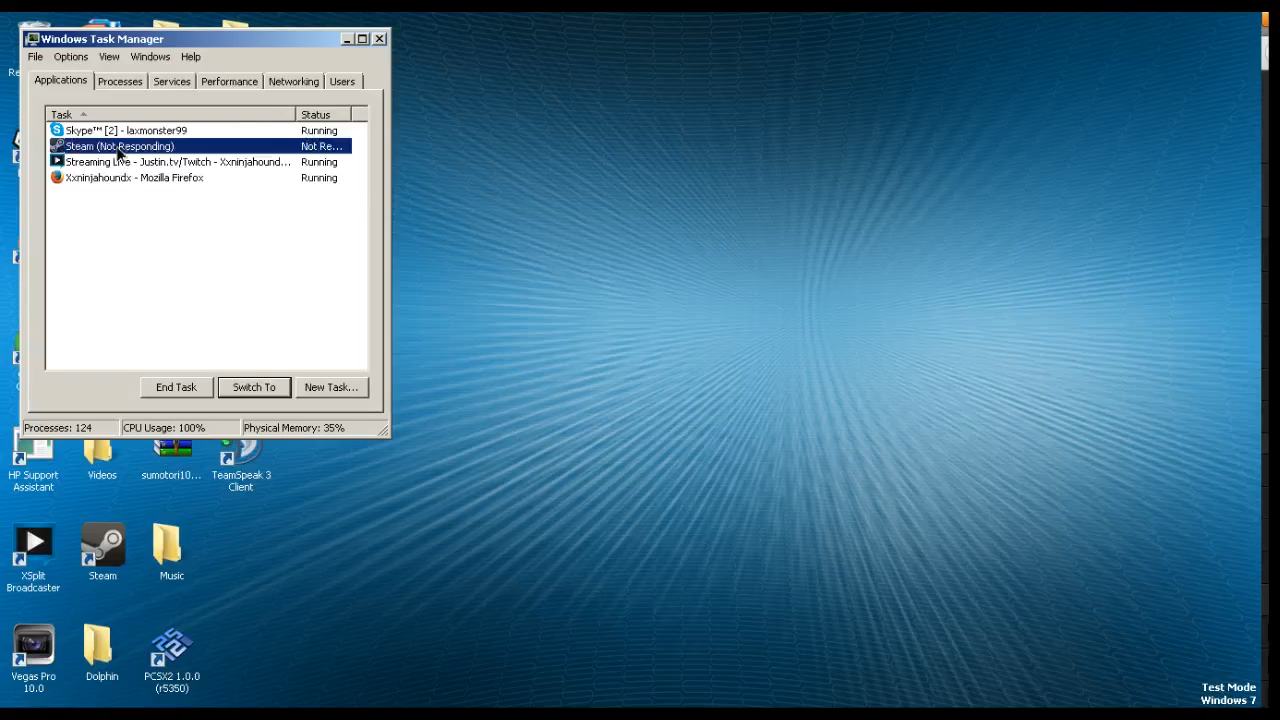 Windows Task Manager
File Options View Windows Help
Applications Processes Services Performance Networking Users
Task Status
Skype™ [2] - laxmonster99 Running
Steam (Not Responding) Not Re...
Streaming Live - Justin.tv/Twitch - Xxninjahound... Running
Xxninjahoundx - Mozilla Firefox Running
End Task Switch To New Task...
Processes: 124 CPU Usage: 100% Physical Memory: 35%
HP Support
Assistant
Videos
sumotori10...
TeamSpeak 3
Client
XSplit
Broadcaster
Steam
Music
Vegas Pro
10.0
Dolphin
PCSX2 1.0.0
(r5350)
Test Mode
Windows 7